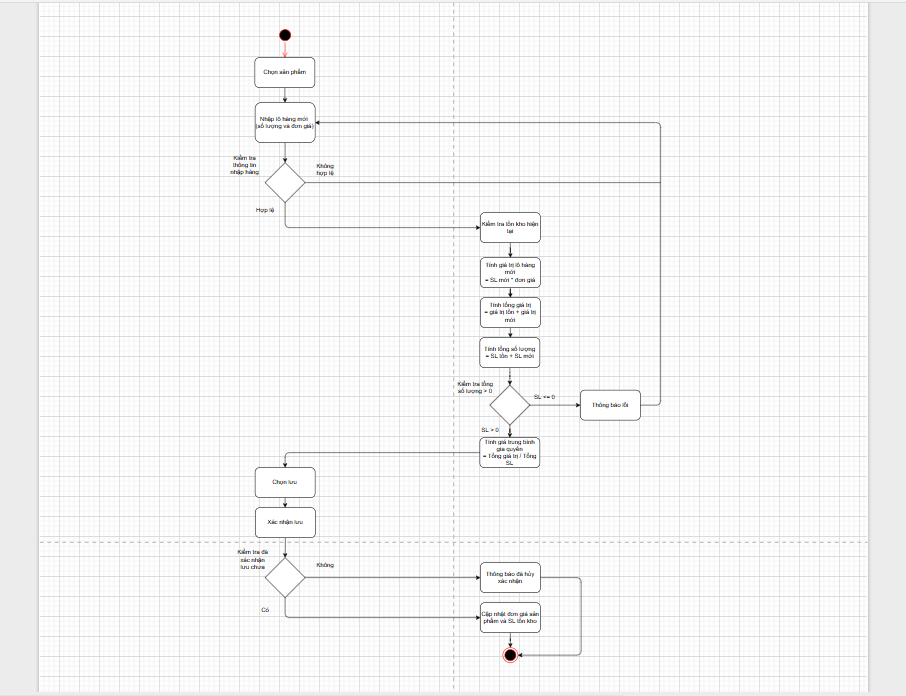 Chọn sản phẩm
Nhập lô hàng mới
(số lượng và đơn giá)
Kiểm tra
thông tin
nhập hàng
Không
hợp lệ
Hợp lệ
Kiểm tra tồn kho hiện
tại
Tính giá trị lô hàng
mới
= SL mới * đơn giá
Tính tổng giá trị
= giá trị tồn + giá trị
mới
Tính tổng số lượng
= SL tồn + SL mới
Kiểm tra tổng
số lượng > 0
SL <= 0
Thông báo lỗi
SL > 0
Tính giá trung bình
gia quyền
= Tổng giá trị / Tổng
SL
Chọn lưu
Xác nhận lưu
Kiểm tra đã
xác nhận
lưu chưa
Không
Thông báo đã hủy
xác nhận
Có
Cập nhật đơn giá sản
phẩm và SL tồn kho